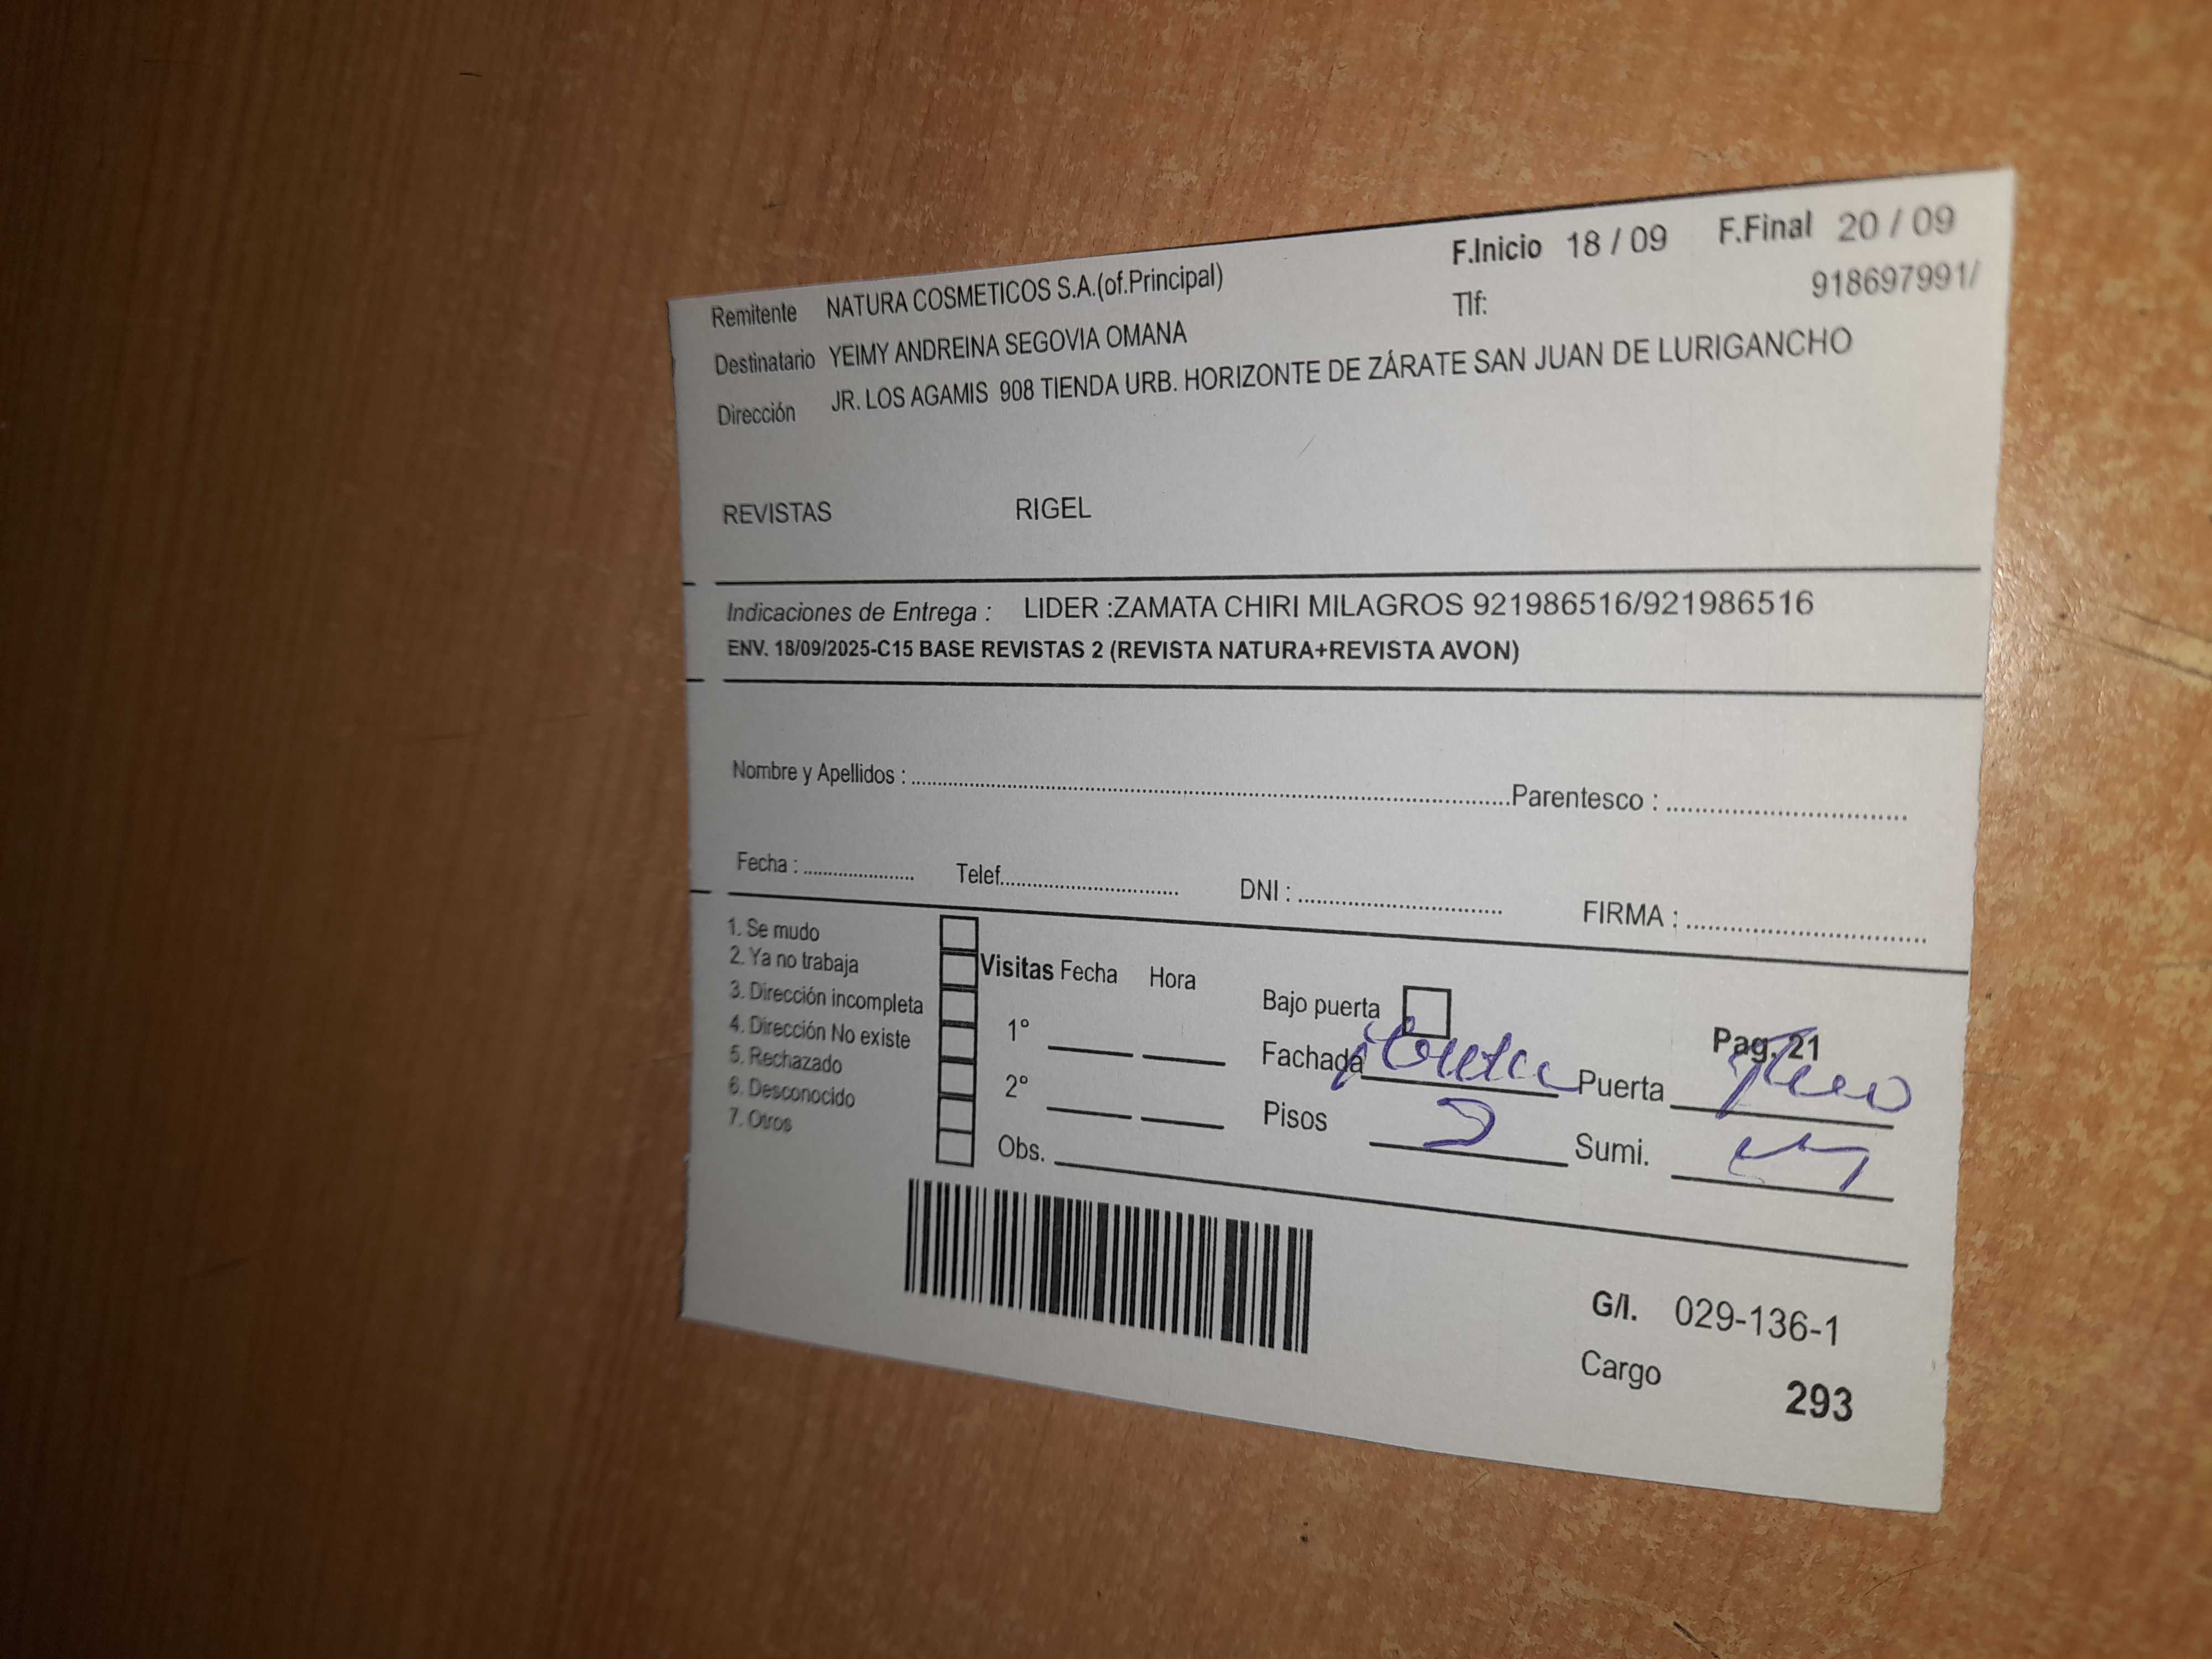 F.Inicio 18 / 09 F.Final 20 / 09
Remitente NATURA COSMETICOS S.A.(of.Principal) Tlf: 918697991/
Destinatario YEIMY ANDREINA SEGOVIA OMANA
Dirección JR. LOS AGAMIS 908 TIENDA URB. HORIZONTE DE ZÁRATE SAN JUAN DE LURIGANCHO
REVISTAS RIGEL
Indicaciones de Entrega : LIDER :ZAMATA CHIRI MILAGROS 921986516/921986516
ENV. 18/09/2025-C15 BASE REVISTAS 2 (REVISTA NATURA+REVISTA AVON)
Nombre y Apellidos : Parentesco :
Fecha : Telef. DNI : FIRMA :
1. Se mudo
2. Ya no trabaja
3. Dirección incompleta
4. Dirección No existe
5. Rechazado
6. Desconocido
7. Otros
Visitas Fecha Hora
1°
2°
Obs.
Bajo puerta Pag. 21
Fachada Puerta
Pisos 2 Sumi.
G/I. 029-136-1
Cargo 293